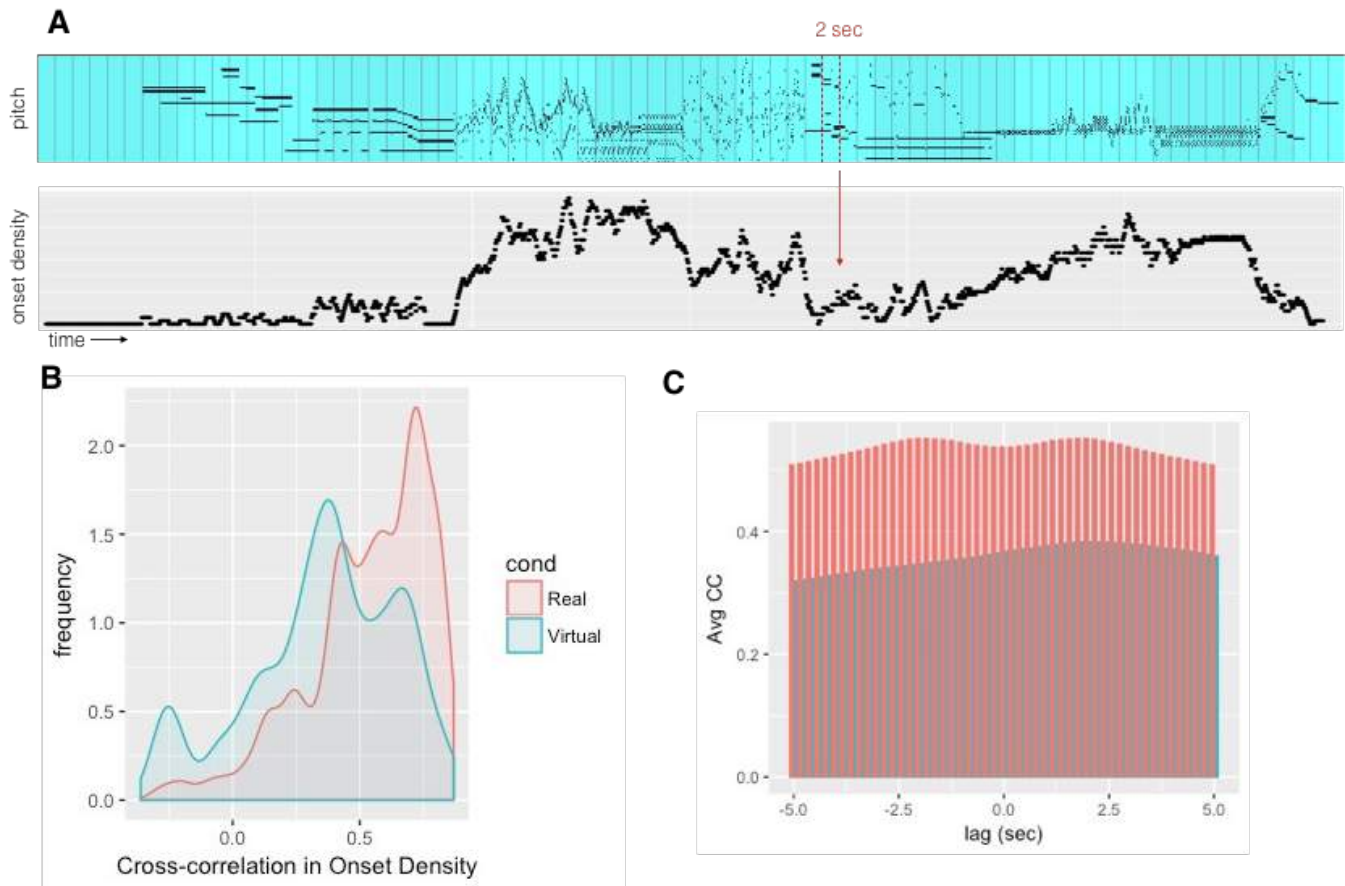 A
2 sec
pitch
onset density
time
B
2.0
1.5
1.0
0.5
0.0
frequency
0.0 0.5
Cross-correlation in Onset Density
cond
Real
Virtual
C
0.4
0.2
0.0
Avg CC
-5.0 -2.5 0.0 2.5 5.0
lag (sec)